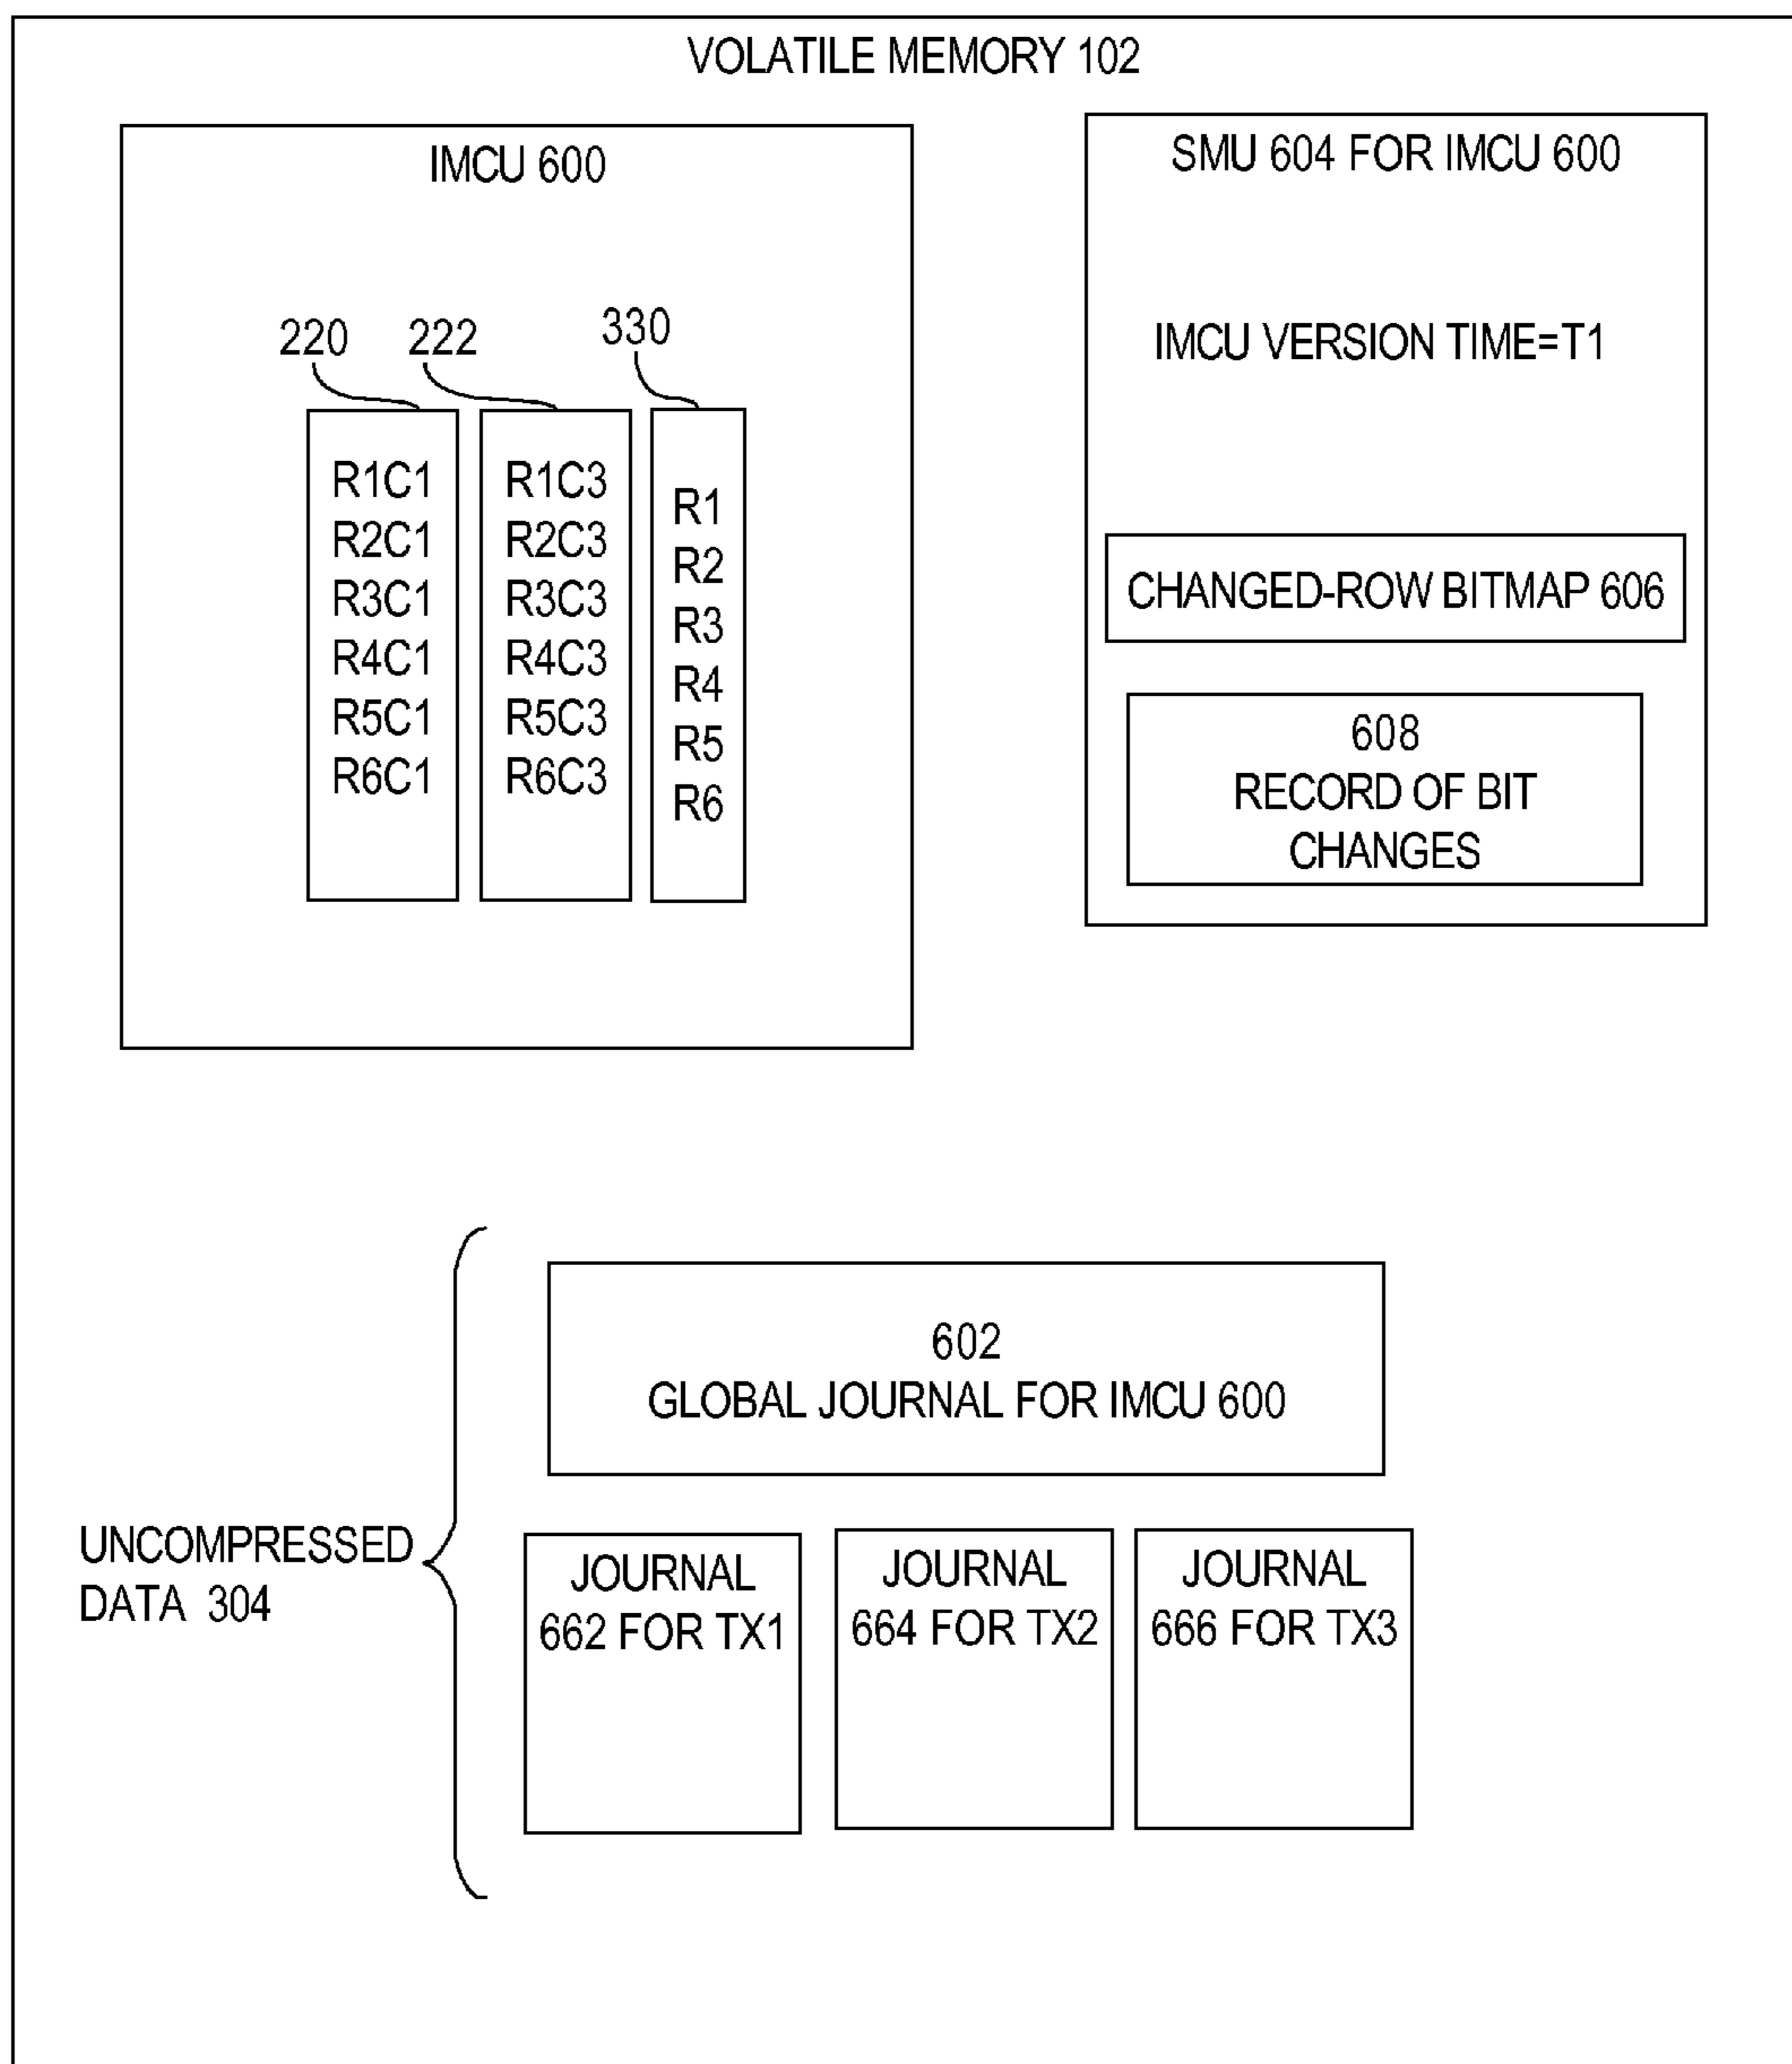 VOLATILE MEMORY 102
IMCU 600
220
222
330
R1C1
R2C1
R3C1
R4C1
R5C1
R6C1
R1C3
R2C3
R3C3
R4C3
R5C3
R6C3
R1
R2
R3
R4
R5
R6
SMU 604 FOR IMCU 600
IMCU VERSION TIME=T1
CHANGED-ROW BITMAP 606
608
RECORD OF BIT
CHANGES
UNCOMPRESSED
DATA 304
602
GLOBAL JOURNAL FOR IMCU 600
JOURNAL
662 FOR TX1
JOURNAL
664 FOR TX2
JOURNAL
666 FOR TX3